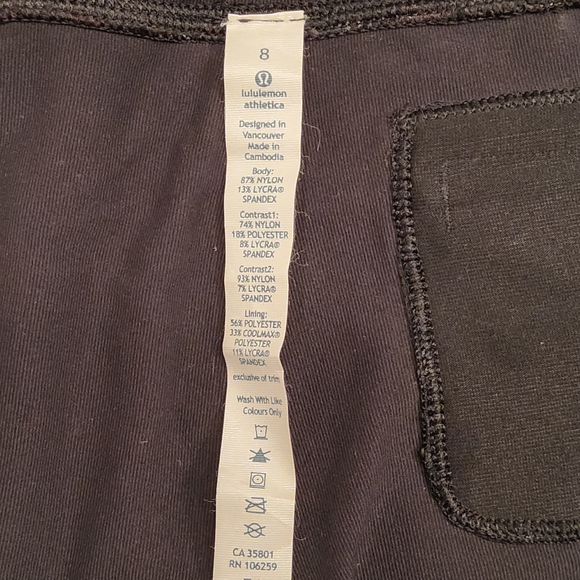 8
lululemon
athletica
Designed in
Vancouver
Made in
Cambodia
Body:
87% NYLON
13% LYCRA®
SPANDEX
Contrast1:
74% NYLON
18% POLYESTER
8% LYCRA®
SPANDEX
Contrast2:
93% NYLON
7% LYCRA®
SPANDEX
Lining:
56% POLYESTER
33% COOLMAX®
POLYESTER
11% LYCRA®
SPANDEX
exclusive of trim
Wash With Like
Colours Only
CA 35801
RN 106259